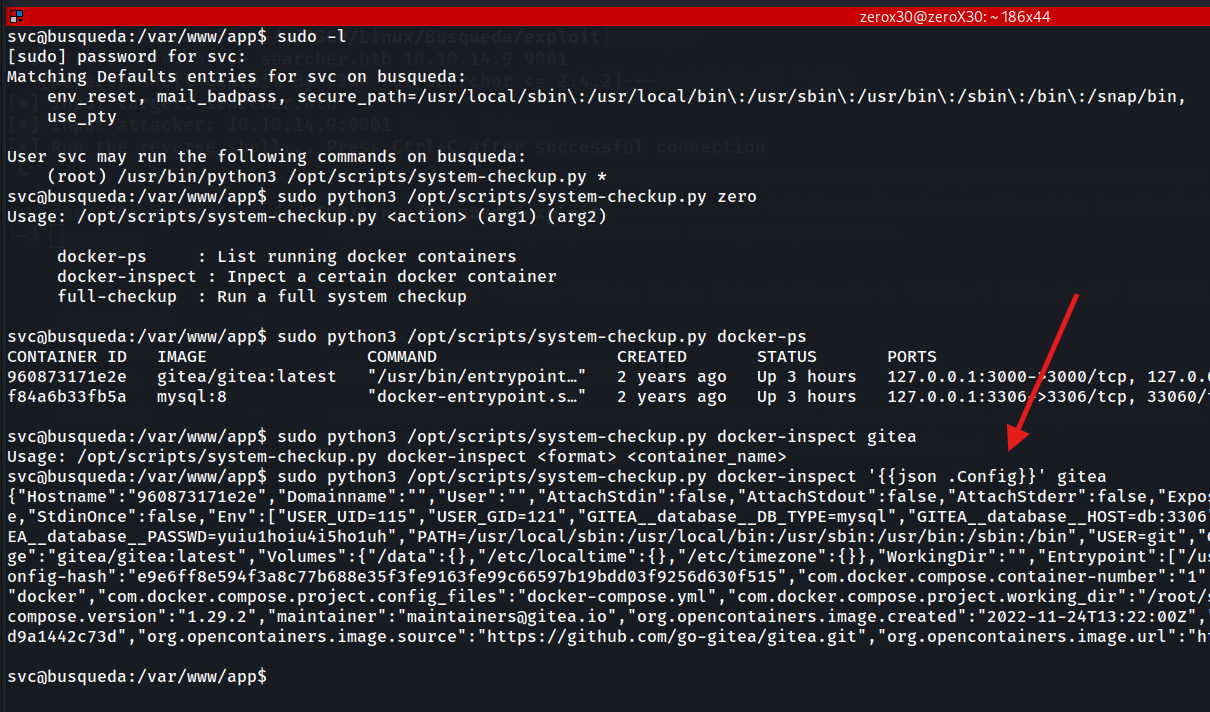 zerox30@zeroX30: ~ 186x44
svc@busqueda:/var/www/app$ sudo -l
[sudo] password for svc:
Matching Defaults entries for svc on busqueda:
    env_reset, mail_badpass, secure_path=/usr/local/sbin\:/usr/local/bin\:/usr/sbin\:/usr/bin\:/sbin\:/bin\:/snap/bin,
    use_pty

User svc may run the following commands on busqueda:
    (root) /usr/bin/python3 /opt/scripts/system-checkup.py *
svc@busqueda:/var/www/app$ sudo python3 /opt/scripts/system-checkup.py zero
Usage: /opt/scripts/system-checkup.py <action> (arg1) (arg2)

     docker-ps     : List running docker containers
     docker-inspect : Inpect a certain docker container
     full-checkup  : Run a full system checkup

svc@busqueda:/var/www/app$ sudo python3 /opt/scripts/system-checkup.py docker-ps
CONTAINER ID   IMAGE                COMMAND                  CREATED       STATUS       PORTS
960873171e2e   gitea/gitea:latest   "/usr/bin/entrypoint…"   2 years ago   Up 3 hours   127.0.0.1:3000->3000/tcp, 127.0.
f84a6b33fb5a   mysql:8              "docker-entrypoint.s…"   2 years ago   Up 3 hours   127.0.0.1:3306->3306/tcp, 33060/

svc@busqueda:/var/www/app$ sudo python3 /opt/scripts/system-checkup.py docker-inspect gitea
Usage: /opt/scripts/system-checkup.py docker-inspect <format> <container_name>
svc@busqueda:/var/www/app$ sudo python3 /opt/scripts/system-checkup.py docker-inspect '{{json .Config}}' gitea
{"Hostname":"960873171e2e","Domainname":"","User":"","AttachStdin":false,"AttachStdout":false,"AttachStderr":false,"Expos
e,"StdinOnce":false,"Env":["USER_UID=115","USER_GID=121","GITEA__database__DB_TYPE=mysql","GITEA__database__HOST=db:3306"
EA__database__PASSWD=yuiu1hoiu4i5ho1uh","PATH=/usr/local/sbin:/usr/local/bin:/usr/sbin:/usr/bin:/sbin:/bin","USER=git","
ge":"gitea/gitea:latest","Volumes":{"/data":{},"/etc/localtime":{},"/etc/timezone":{}},"WorkingDir":"","Entrypoint":["/us
onfig-hash":"e9e6ff8e594f3a8c77b688e35f3fe9163fe99c66597b19bdd03f9256d630f515","com.docker.compose.container-number":"1"
"docker","com.docker.compose.project.config_files":"docker-compose.yml","com.docker.compose.project.working_dir":"/root/s
compose.version":"1.29.2","maintainer":"maintainers@gitea.io","org.opencontainers.image.created":"2022-11-24T13:22:00Z","
d9a1442c73d","org.opencontainers.image.source":"https://github.com/go-gitea/gitea.git","org.opencontainers.image.url":"ht

svc@busqueda:/var/www/app$